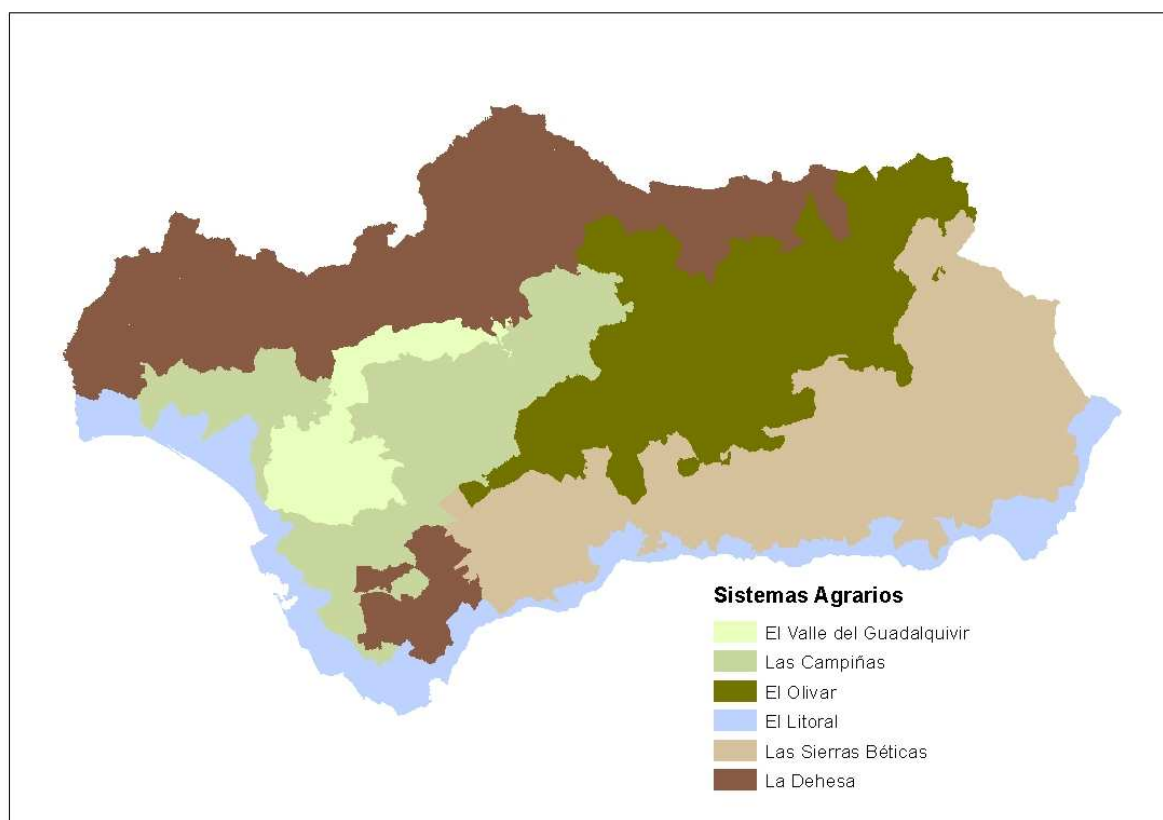 Sistemas Agrarios
El Valle del Guadalquivir
Las Campiñas
El Olivar
El Litoral
Las Sierras Béticas
La Dehesa